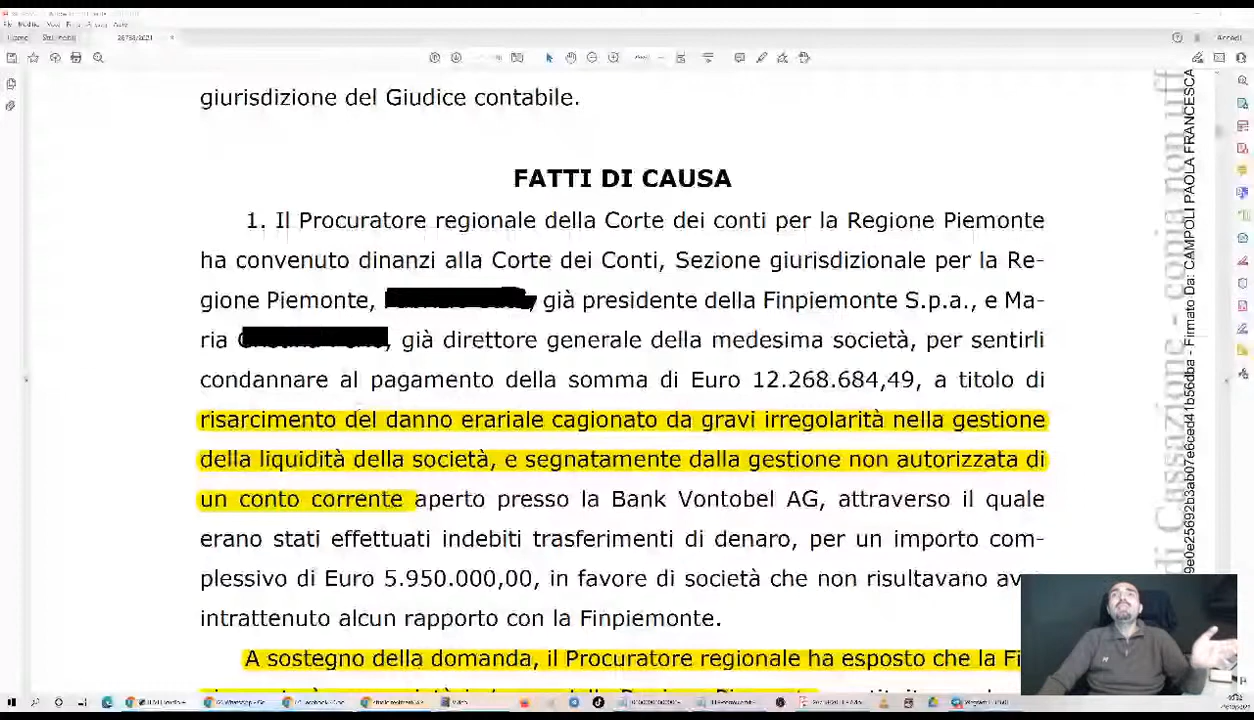 giurisdizione del Giudice contabile.
FATTI DI CAUSA
1. Il Procuratore regionale della Corte dei conti per la Regione Piemonte
ha convenuto dinanzi alla Corte dei Conti, Sezione giurisdizionale per la Re-
gione Piemonte, già presidente della Finpiemonte S.p.a., e Ma-
ria già direttore generale della medesima società, per sentirli
condannare al pagamento della somma di Euro 12.268.684,49, a titolo di
risarcimento del danno erariale cagionato da gravi irregolarità nella gestione
della liquidità della società, e segnatamente dalla gestione non autorizzata di
un conto corrente aperto presso la Bank Vontobel AG, attraverso il quale
erano stati effettuati indebiti trasferimenti di denaro, per un importo com-
plessivo di Euro 5.950.000,00, in favore di società che non risultavano
intrattenuto alcun rapporto con la Finpiemonte.
A sostegno della domanda, il Procuratore regionale ha esposto che la
di Cassazione - copia non
Firmato Da: CAMPOLI PAOLA FRANCESCA
Accedi